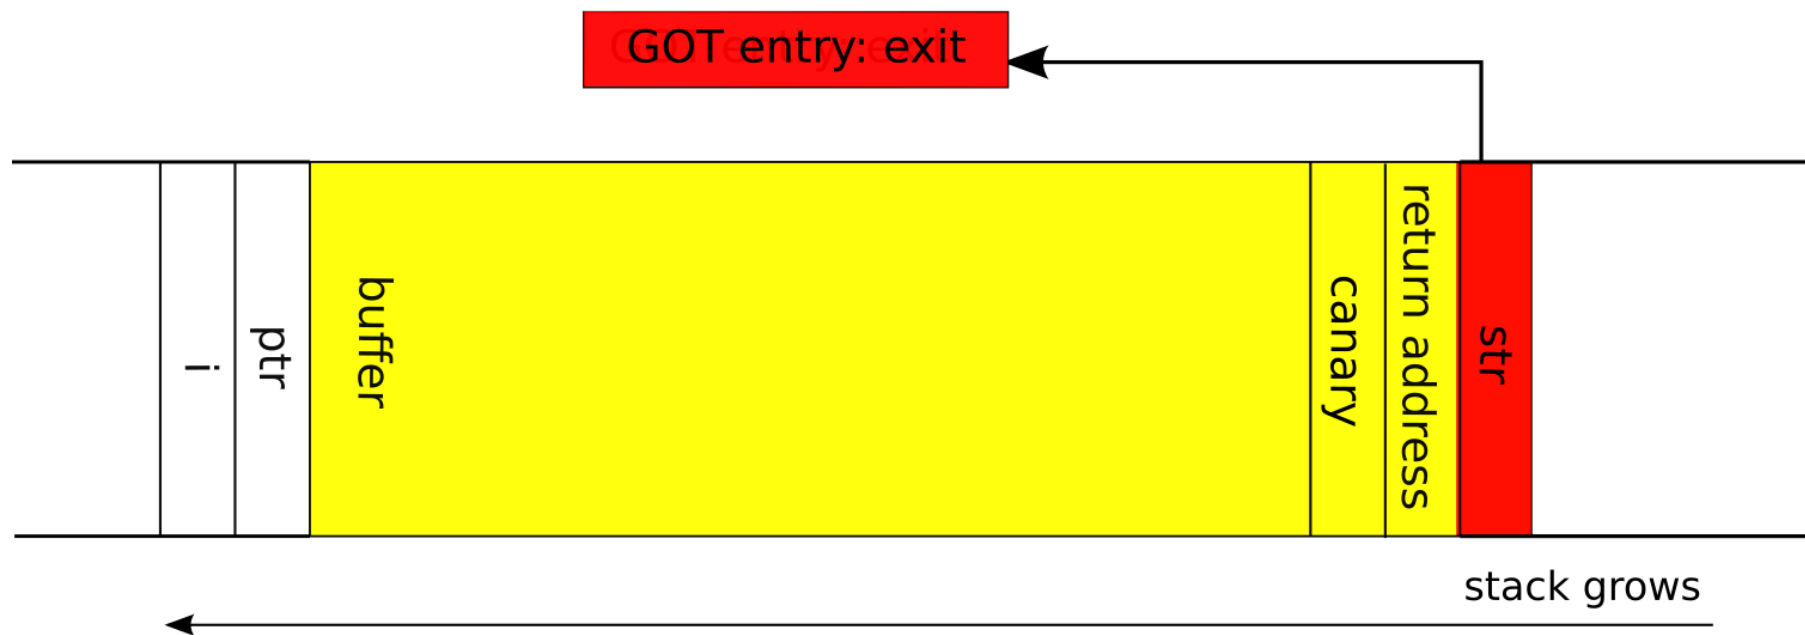 GOT entry: exit
i
ptr
buffer
canary
return address
str
stack grows